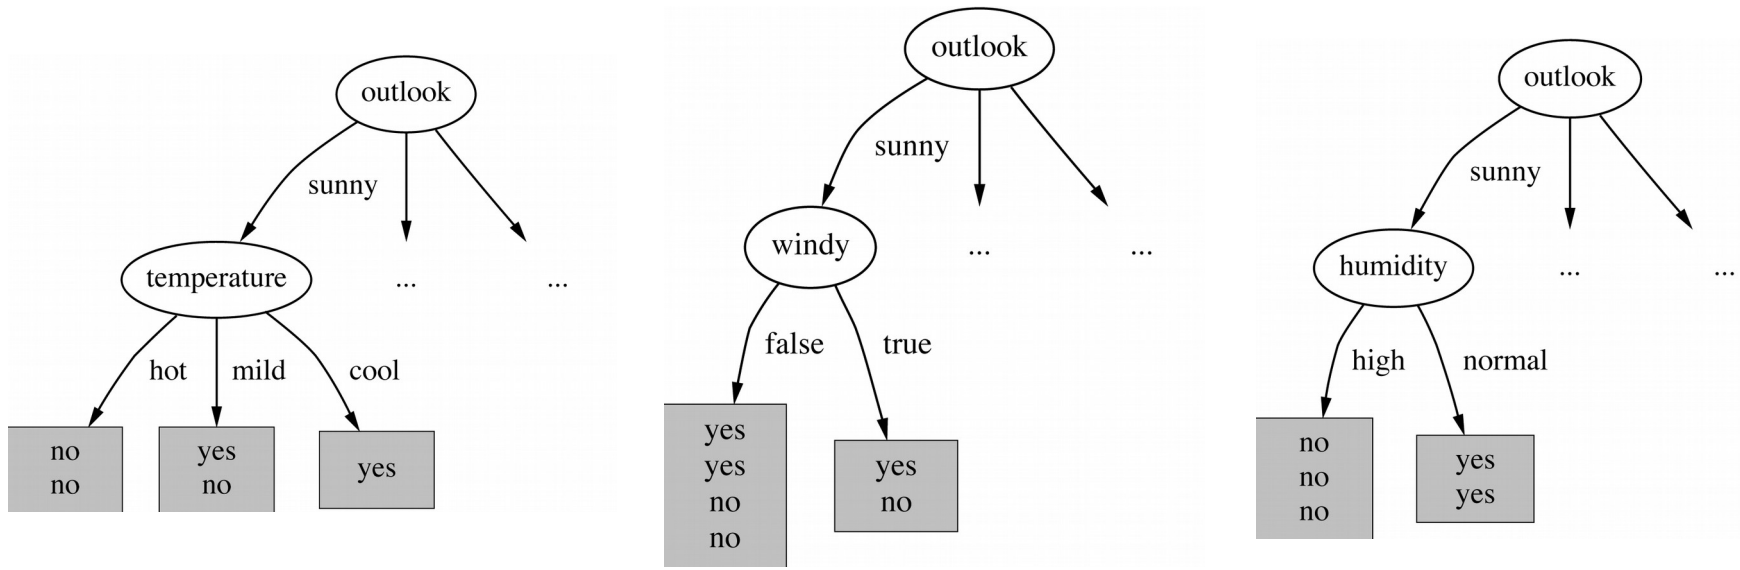 outlook
sunny
temperature
...
...
hot
mild
cool
no
no
yes
no
yes
outlook
sunny
windy
...
...
false
true
yes
yes
no
no
yes
no
outlook
sunny
humidity
...
...
high
normal
no
no
no
yes
yes